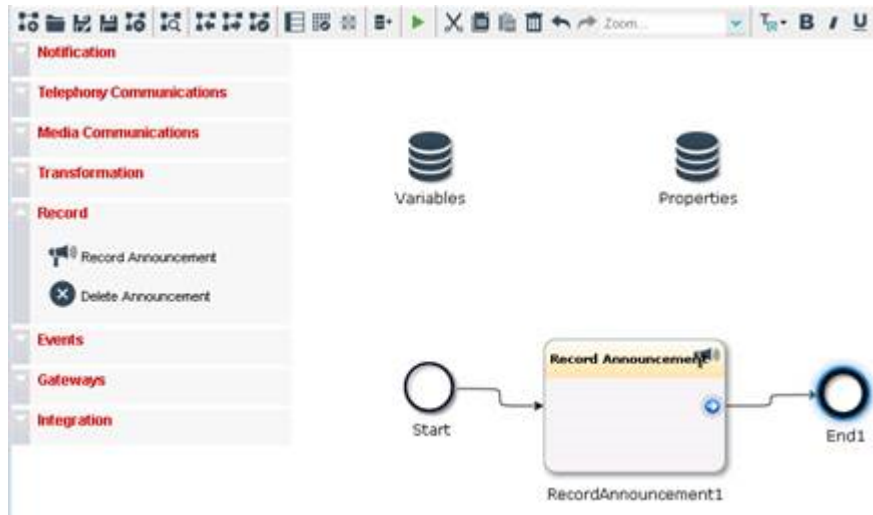 Zoom...
B I U
Notification
Telephony Communications
Media Communications
Transformation
Record
Record Announcement
Delete Announcement
Events
Gateways
Integration
Variables
Properties
Record Announcement
Start
End1
RecordAnnouncement1